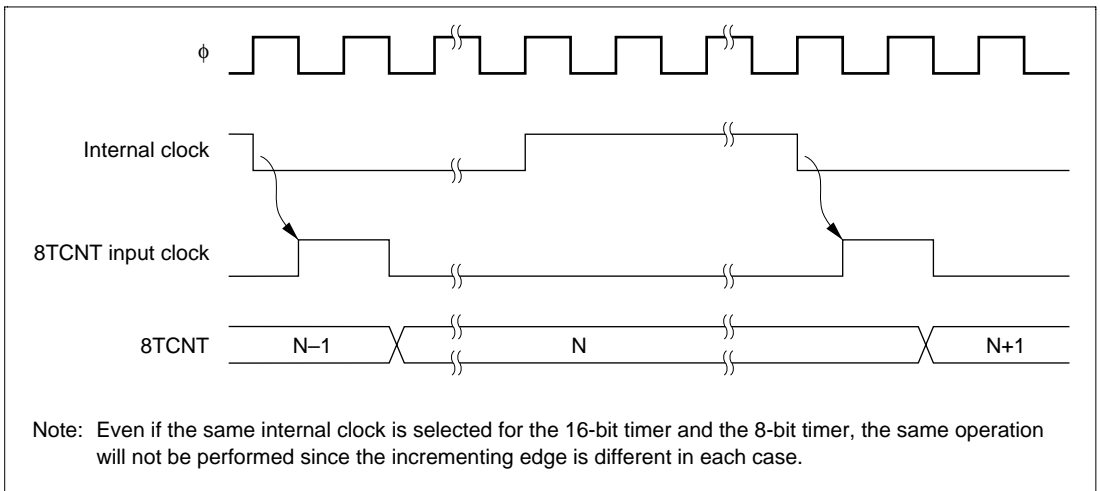 φ
Internal clock
8TCNT input clock
8TCNT
N–1
N
N+1
Note: Even if the same internal clock is selected for the 16-bit timer and the 8-bit timer, the same operation
will not be performed since the incrementing edge is different in each case.